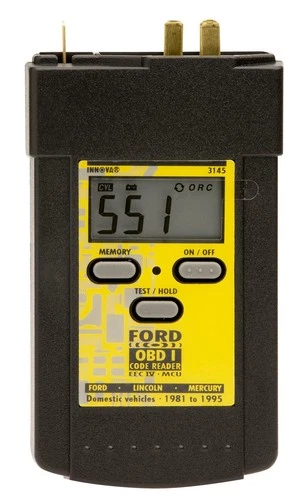 INNOVA® 3145
CYL ORC
551
MEMORY ON / OFF
TEST / HOLD
FORD
OBD I
CODE READER
EEC IV - MCU
FORD • LINCOLN • MERCURY
Domestic vehicles • 1981 to 1995